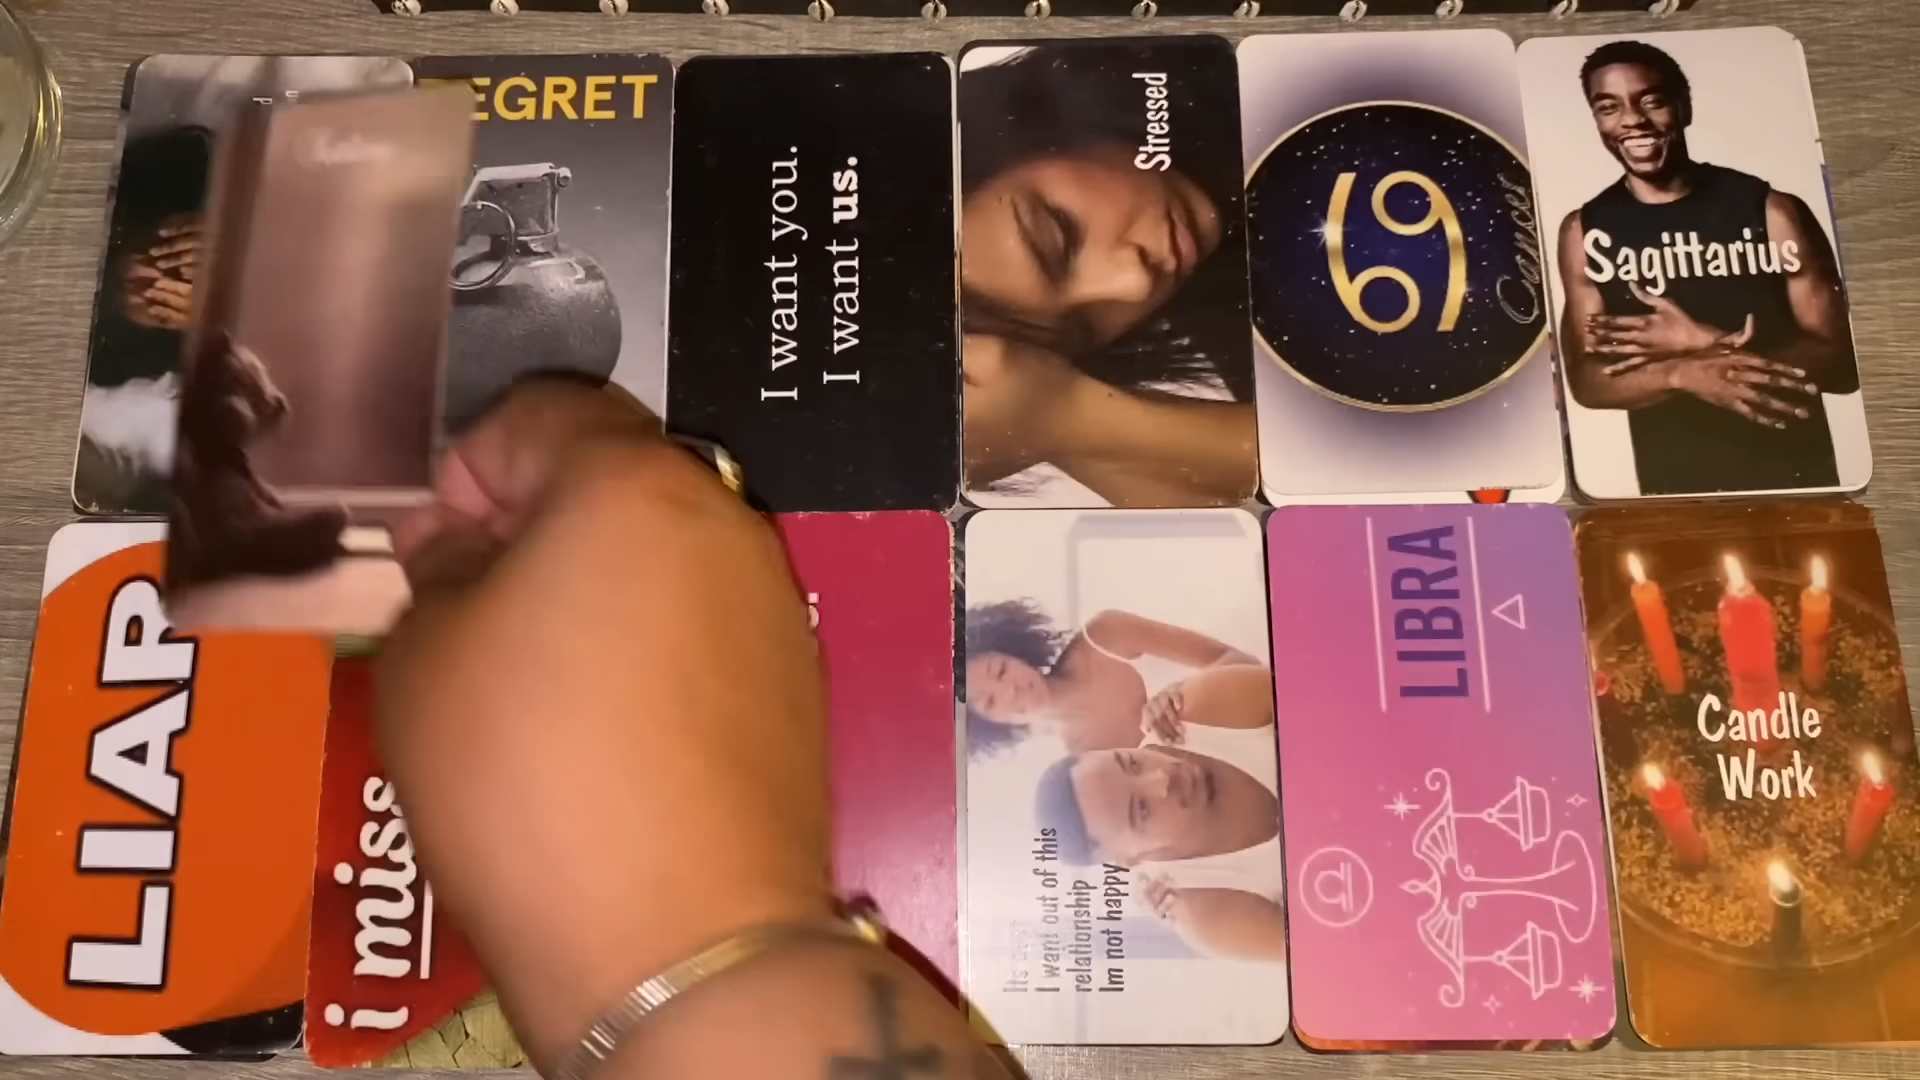 EGRET
I want you.
I want us.
Stressed
Cancer
Sagittarius
LIAR
i miss
I want out of this
relationship
Im not happy
LIBRA
Candle
Work